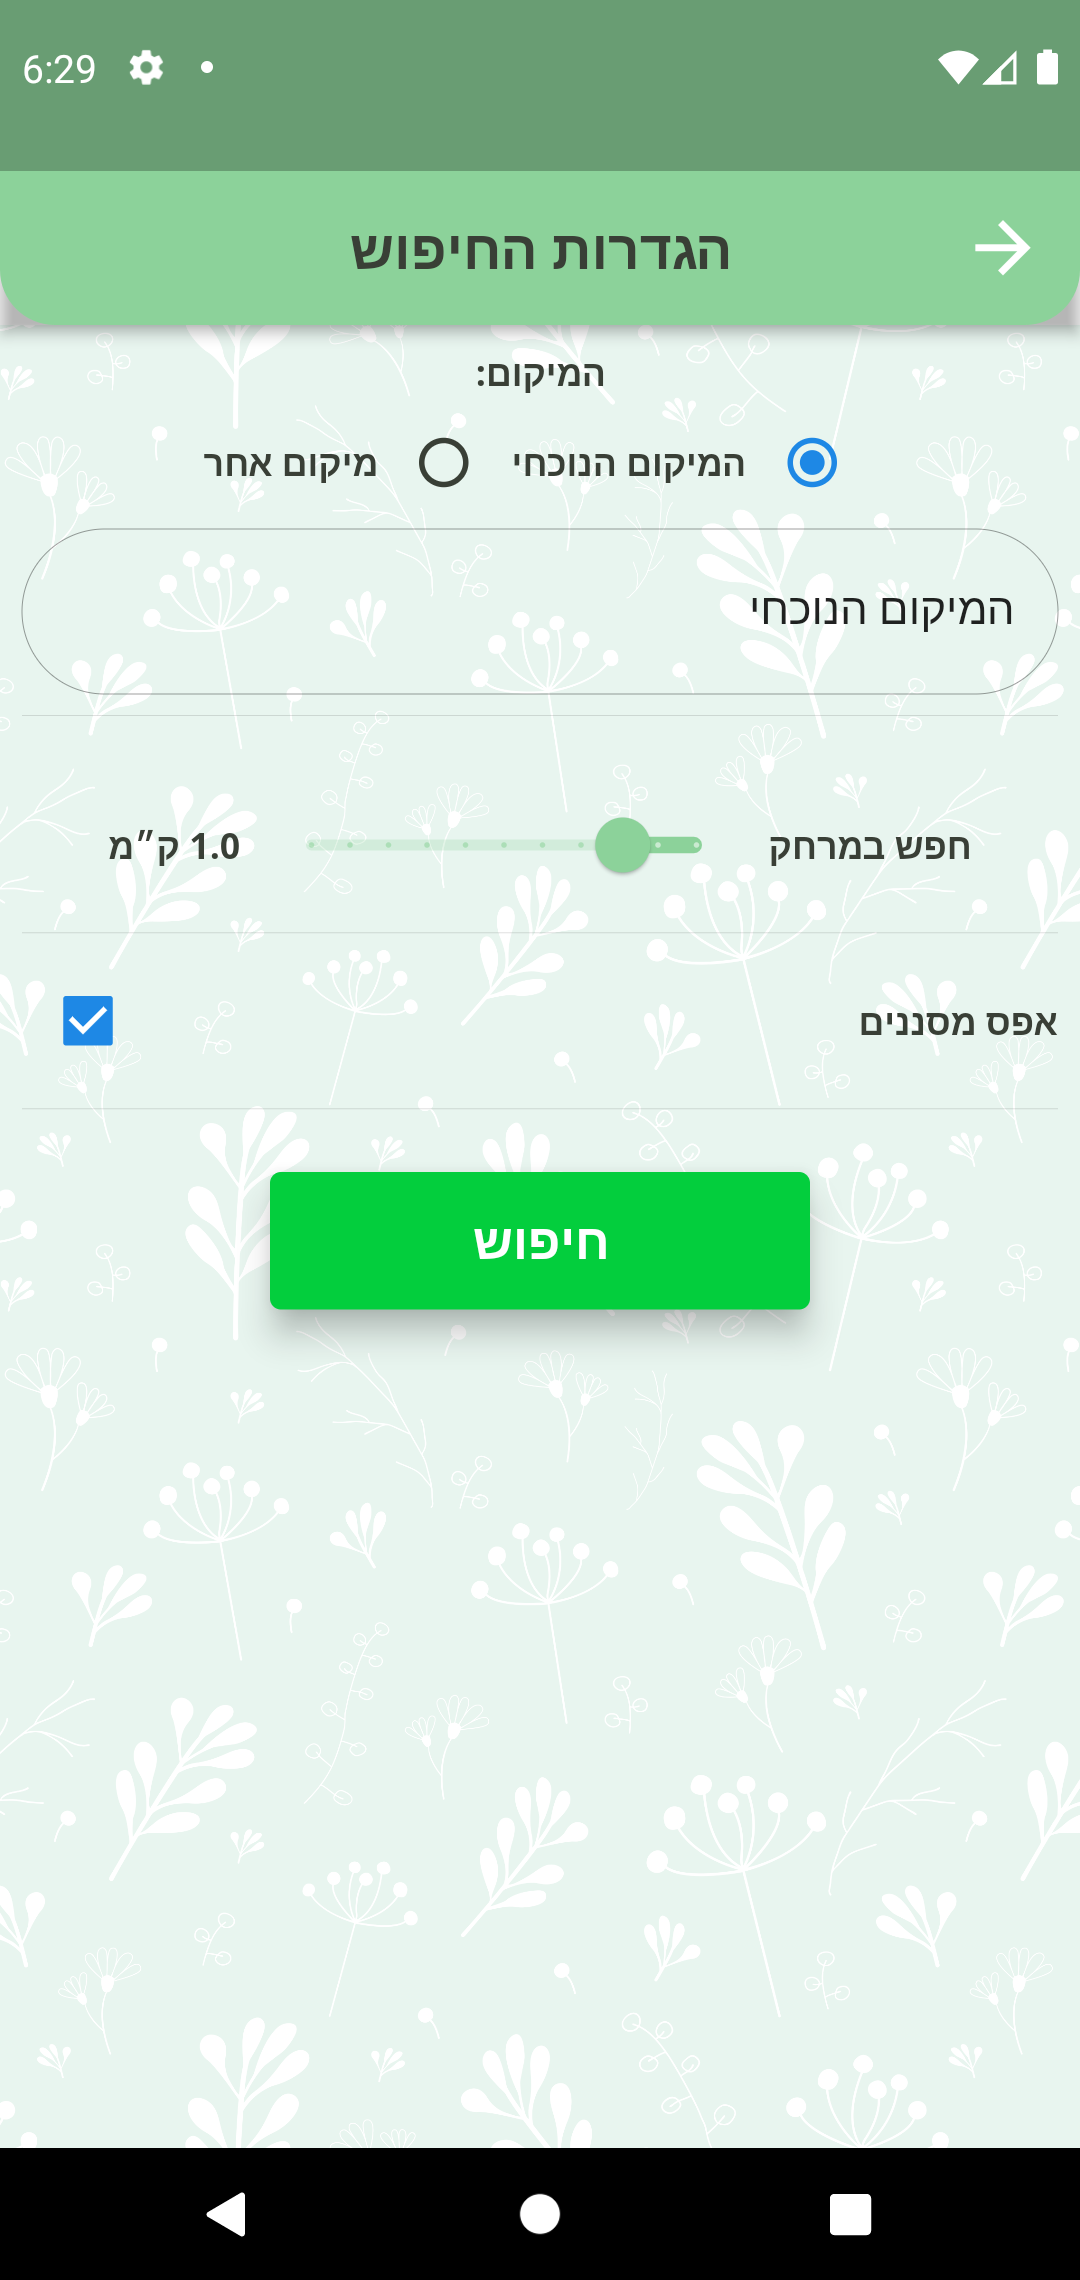 6:29
הגדרות החיפוש
המיקום:
המיקום הנוכחי
מיקום אחר
המיקום הנוכחי
חפש במרחק
1.0 ק״מ
אפס מסננים
חיפוש